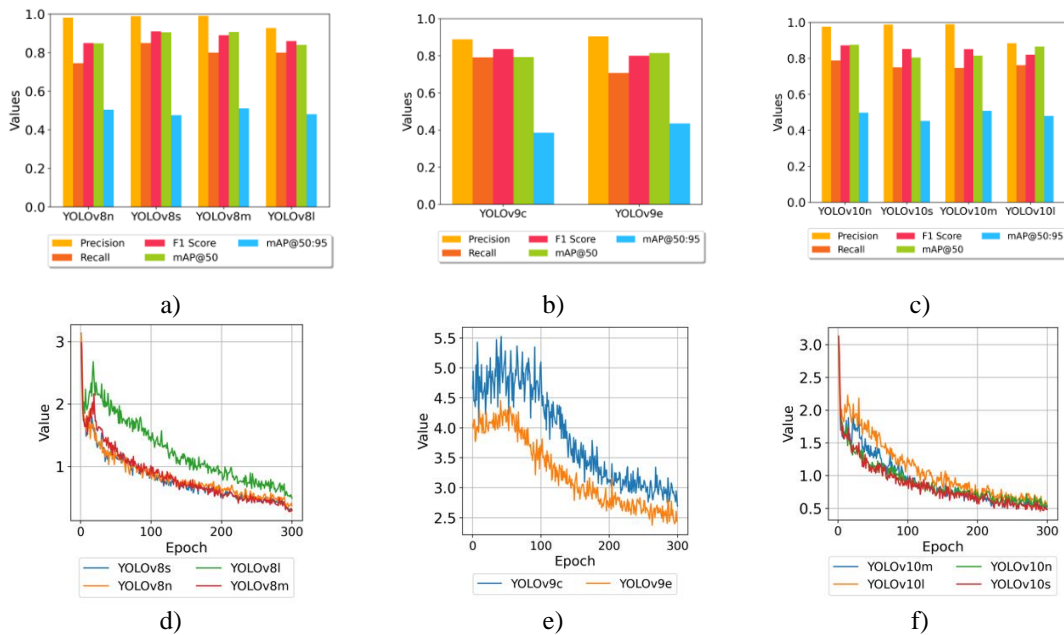 1.0
0.8
0.6
0.4
0.2
0.0
Values
YOLOv8n YOLOv8s YOLOv8m YOLOv8l
Precision F1 Score mAP@50:95
Recall mAP@50
a)
1.0
0.8
0.6
0.4
0.2
0.0
Values
YOLOv9c YOLOv9e
Precision F1 Score mAP@50:95
Recall mAP@50
b)
1.0
0.8
0.6
0.4
0.2
0.0
Values
YOLOv10n YOLOv10s YOLOv10m YOLOv10l
Precision F1 Score mAP@50:95
Recall mAP@50
c)
3
2
1
Value
0 100 200 300
Epoch
YOLOv8s YOLOv8l
YOLOv8n YOLOv8m
d)
5.5
5.0
4.5
4.0
3.5
3.0
2.5
Value
0 100 200 300
Epoch
YOLOv9c YOLOv9e
e)
3.0
2.5
2.0
1.5
1.0
0.5
Value
0 100 200 300
Epoch
YOLOv10m YOLOv10n
YOLOv10l YOLOv10s
f)